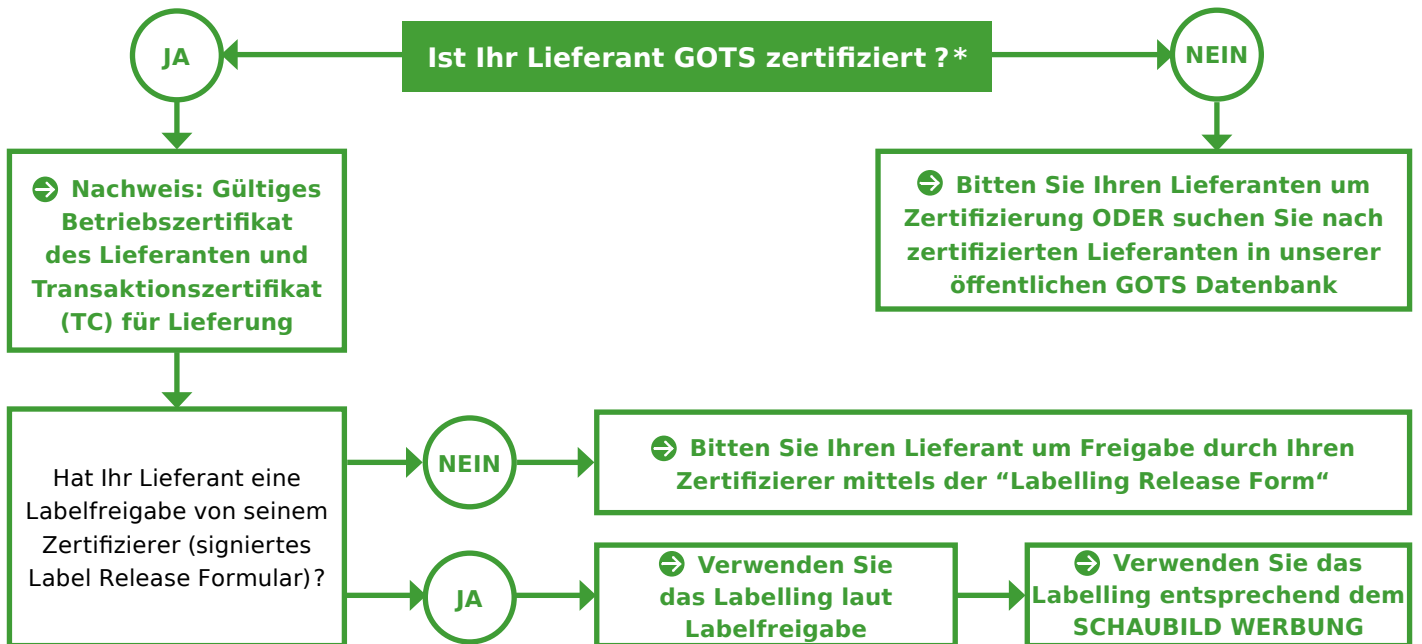 JA
Ist Ihr Lieferant GOTS zertifiziert ? *
NEIN
Nachweis: Gültiges
Betriebszertifikat
des Lieferanten und
Transaktionszertifikat
(TC) für Lieferung
Bitten Sie Ihren Lieferanten um
Zertifizierung ODER suchen Sie nach
zertifizierten Lieferanten in unserer
öffentlichen GOTS Datenbank
Hat Ihr Lieferant eine
Labelfreigabe von seinem
Zertifizierer (signiertes
Label Release Formular) ?
NEIN
Bitten Sie Ihren Lieferant um Freigabe durch Ihren
Zertifizierer mittels der “Labelling Release Form“
JA
Verwenden Sie
das Labelling laut
Labelfreigabe
Verwenden Sie das
Labelling entsprechend dem
SCHAUBILD WERBUNG